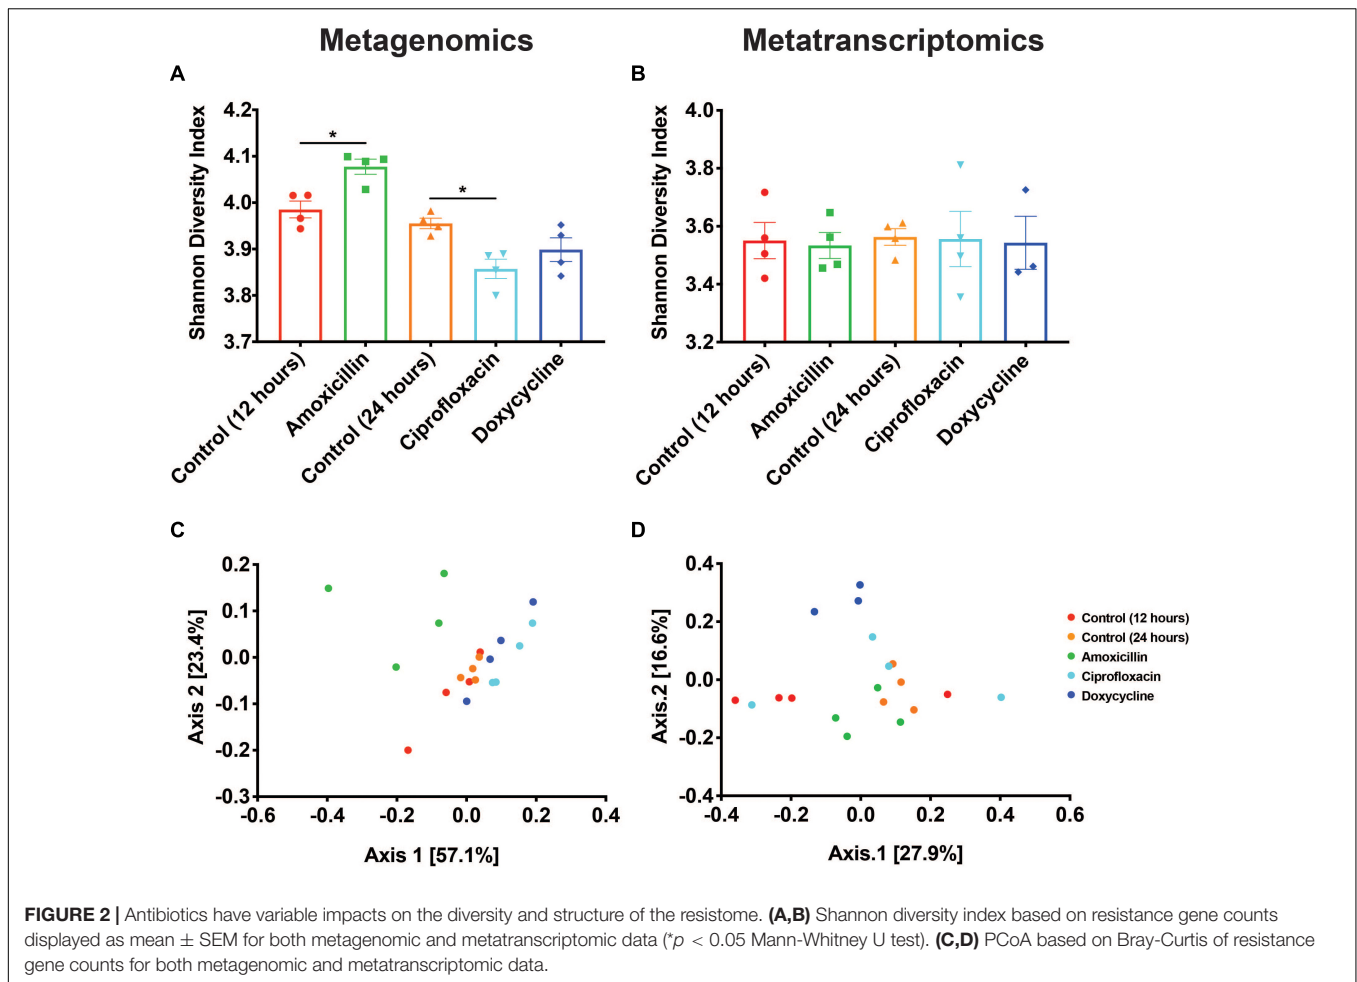 Metagenomics
Metatranscriptomics
A
Shannon Diversity Index
4.2
4.1
4.0
3.9
3.8
3.7
*
*
Control (12 hours)
Amoxicillin
Control (24 hours)
Ciprofloxacin
Doxycycline
B
Shannon Diversity Index
4.0
3.8
3.6
3.4
3.2
Control (12 hours)
Amoxicillin
Control (24 hours)
Ciprofloxacin
Doxycycline
C
Axis 2 [23.4%]
0.2
0.1
0.0
-0.1
-0.2
-0.3
-0.6
-0.4
-0.2
0.0
0.2
0.4
Axis 1 [57.1%]
D
Axis.2 [16.6%]
0.4
0.2
0.0
-0.2
-0.4
-0.4
-0.2
0.0
0.2
0.4
0.6
Axis.1 [27.9%]
Control (12 hours)
Control (24 hours)
Amoxicillin
Ciprofloxacin
Doxycycline
FIGURE 2 | Antibiotics have variable impacts on the diversity and structure of the resistome. (A,B) Shannon diversity index based on resistance gene counts
displayed as mean ± SEM for both metagenomic and metatranscriptomic data (*p < 0.05 Mann-Whitney U test). (C,D) PCoA based on Bray-Curtis of resistance
gene counts for both metagenomic and metatranscriptomic data.